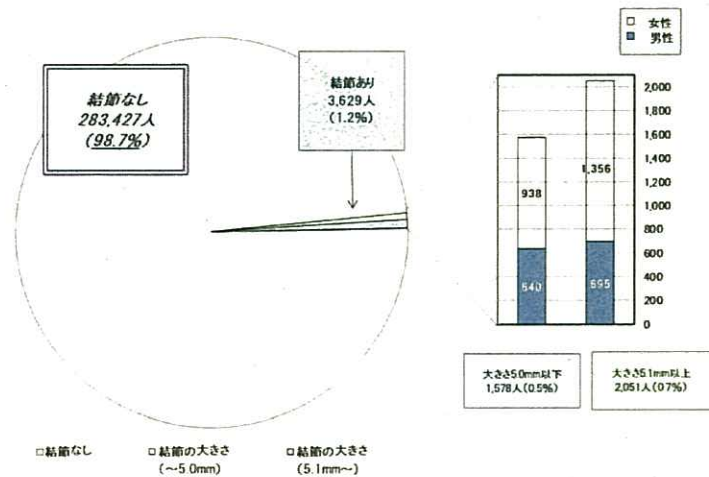 女性
男性
結節なし
283,427人
(98.7%)
結節あり
3,629人
(1.2%)
2,000
1,800
1,600
1,400
1,200
1,000
800
600
400
200
0
938
1,356
640
695
大きさ5.0mm以下
1,578人(0.5%)
大きさ5.1mm以上
2,051人(0.7%)
結節なし
結節の大きさ
(~5.0mm)
結節の大きさ
(5.1mm~)